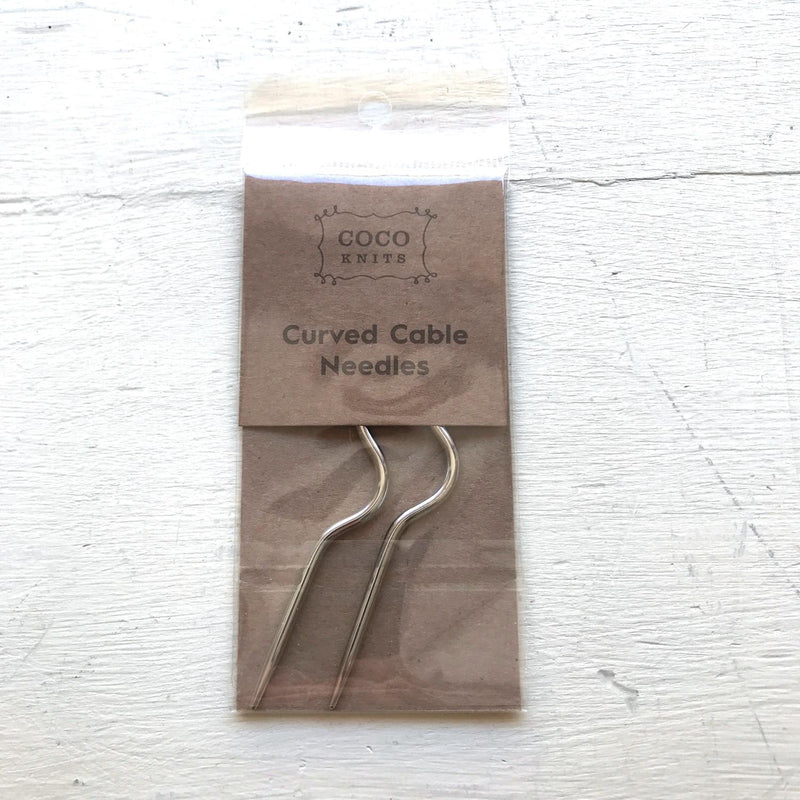 COCO
KNITS
Curved Cable
Needles